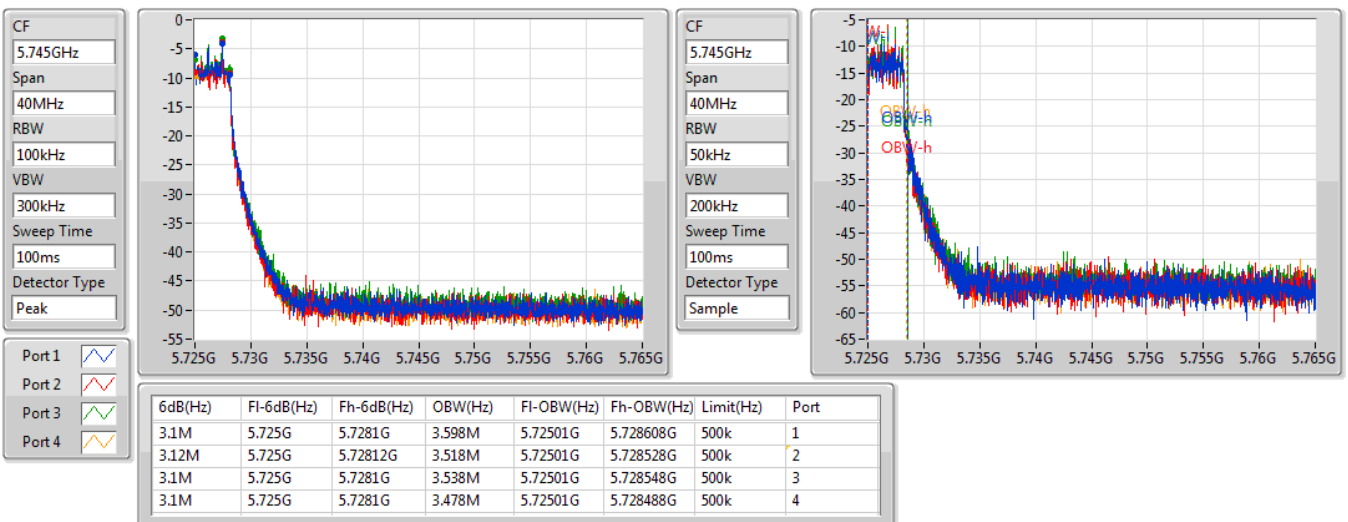 CF
5.745GHz
Span
40MHz
RBW
100kHz
VBW
300kHz
Sweep Time
100ms
Detector Type
Peak
0
-5
-10
-15
-20
-25
-30
-35
-40
-45
-50
-55
5.725G 5.73G 5.735G 5.74G 5.745G 5.75G 5.755G 5.76G 5.765G
CF
5.745GHz
Span
40MHz
RBW
50kHz
VBW
200kHz
Sweep Time
100ms
Detector Type
Sample
-5
-10
-15
-20
-25
-30
-35
-40
-45
-50
-55
-60
-65
OBW-h
OBW-h
5.725G 5.73G 5.735G 5.74G 5.745G 5.75G 5.755G 5.76G 5.765G
Port 1
Port 2
Port 3
Port 4
6dB(Hz) Fl-6dB(Hz) Fh-6dB(Hz) OBW(Hz) Fl-OBW(Hz) Fh-OBW(Hz) Limit(Hz) Port
3.1M 5.725G 5.7281G 3.598M 5.72501G 5.728608G 500k 1
3.12M 5.725G 5.72812G 3.518M 5.72501G 5.728528G 500k 2
3.1M 5.725G 5.7281G 3.538M 5.72501G 5.728548G 500k 3
3.1M 5.725G 5.7281G 3.478M 5.72501G 5.728488G 500k 4